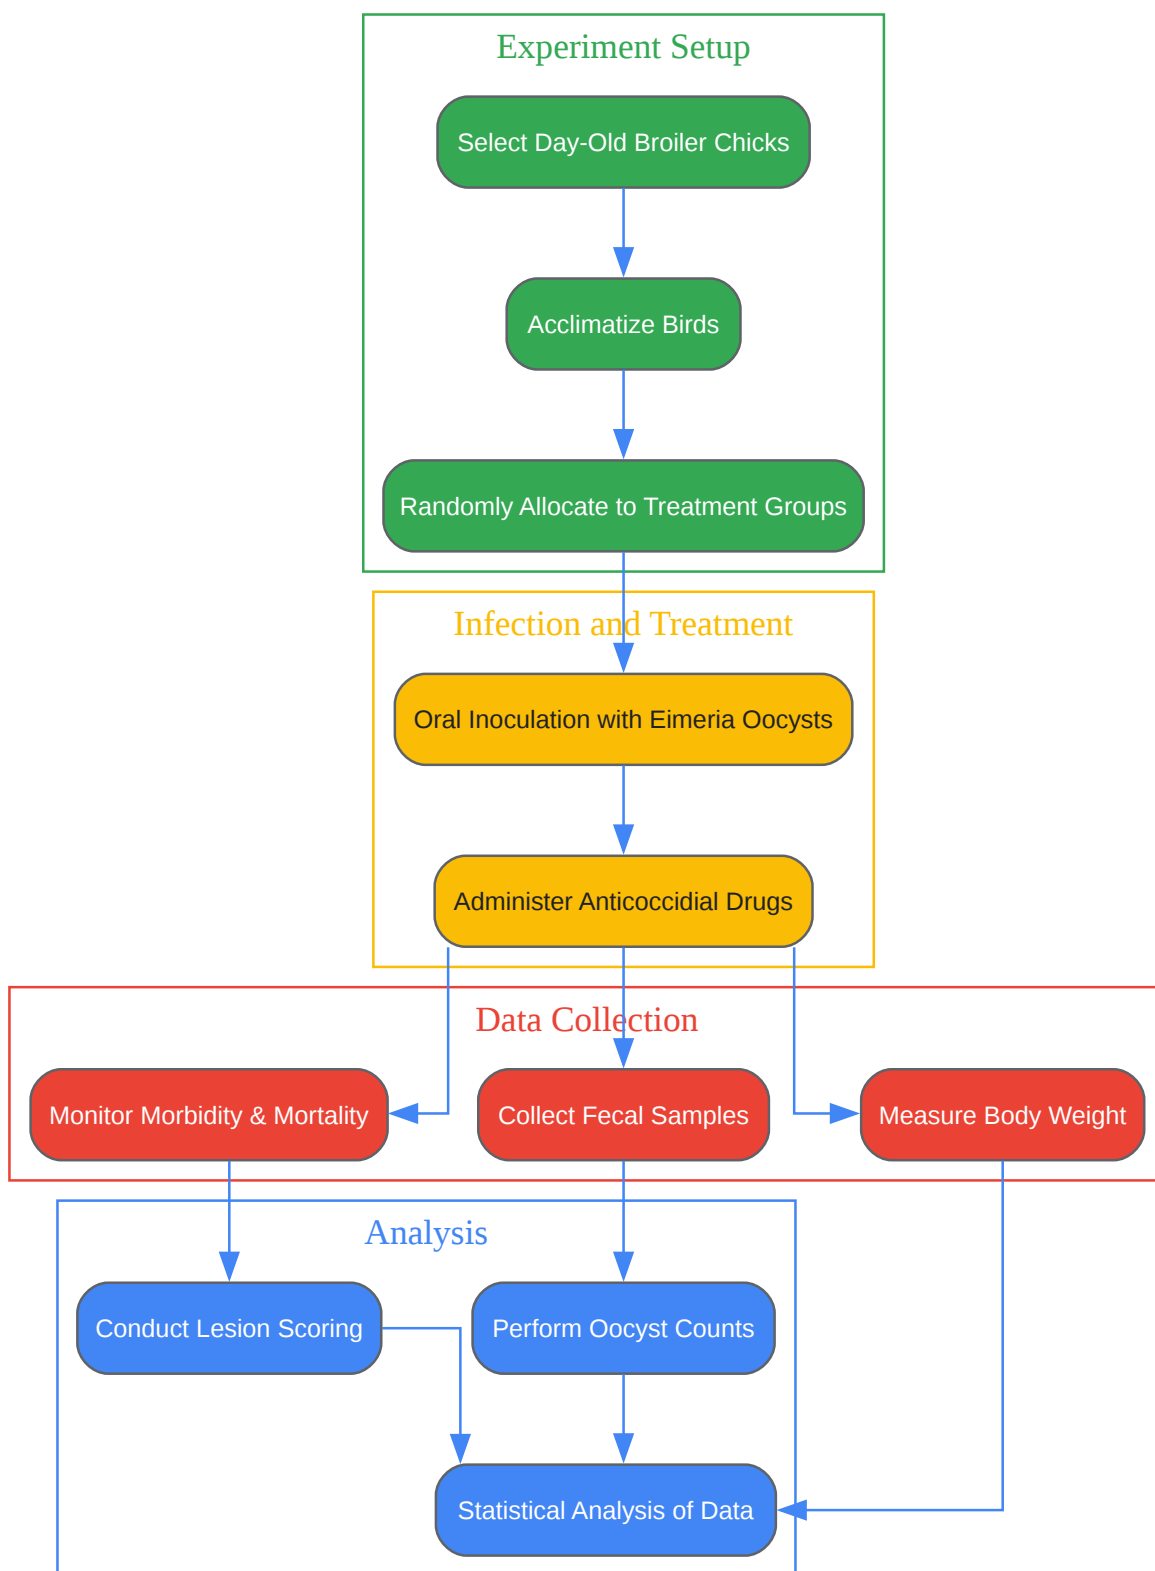 Experiment Setup
Select Day-Old Broiler Chicks
Acclimatize Birds
Randomly Allocate to Treatment Groups
Infection and Treatment
Oral Inoculation with Eimeria Oocysts
Administer Anticoccidial Drugs
Data Collection
Monitor Morbidity & Mortality
Collect Fecal Samples
Measure Body Weight
Analysis
Conduct Lesion Scoring
Perform Oocyst Counts
Statistical Analysis of Data